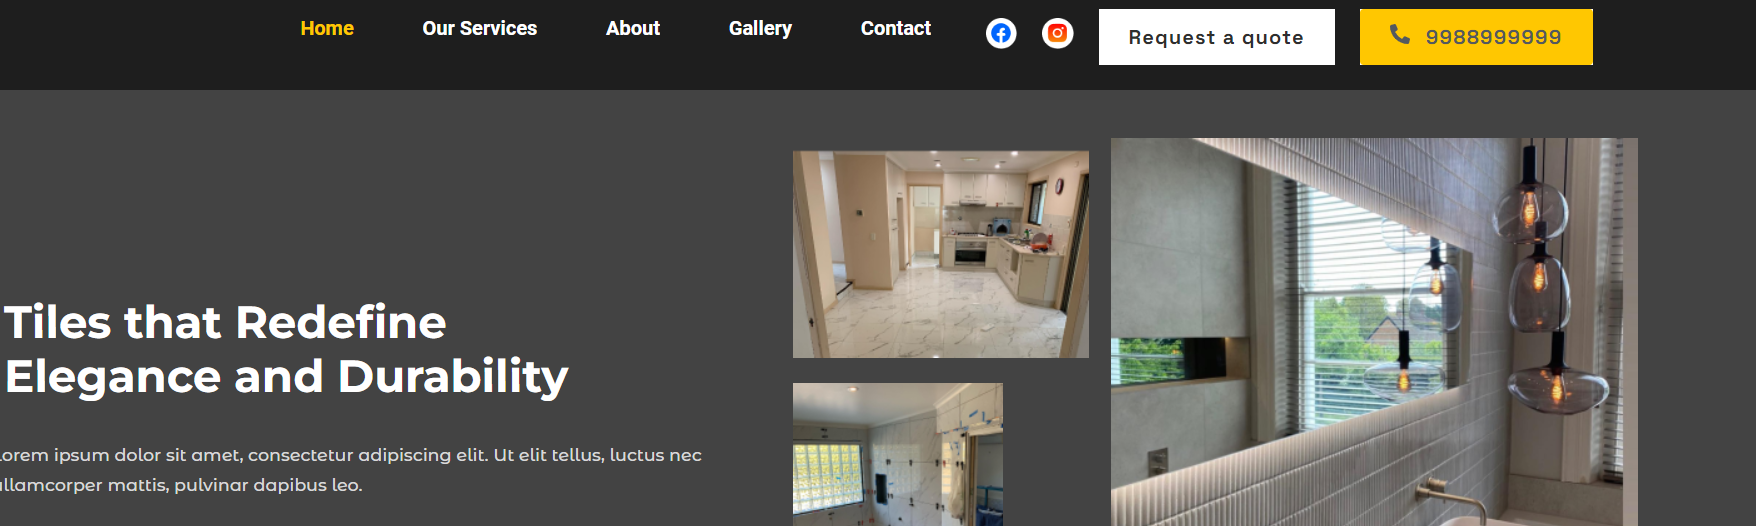 Home Our Services About Gallery Contact Request a quote 9988999999
Tiles that Redefine
Elegance and Durability
orem ipsum dolor sit amet, consectetur adipiscing elit. Ut elit tellus, luctus nec
llamcorper mattis, pulvinar dapibus leo.